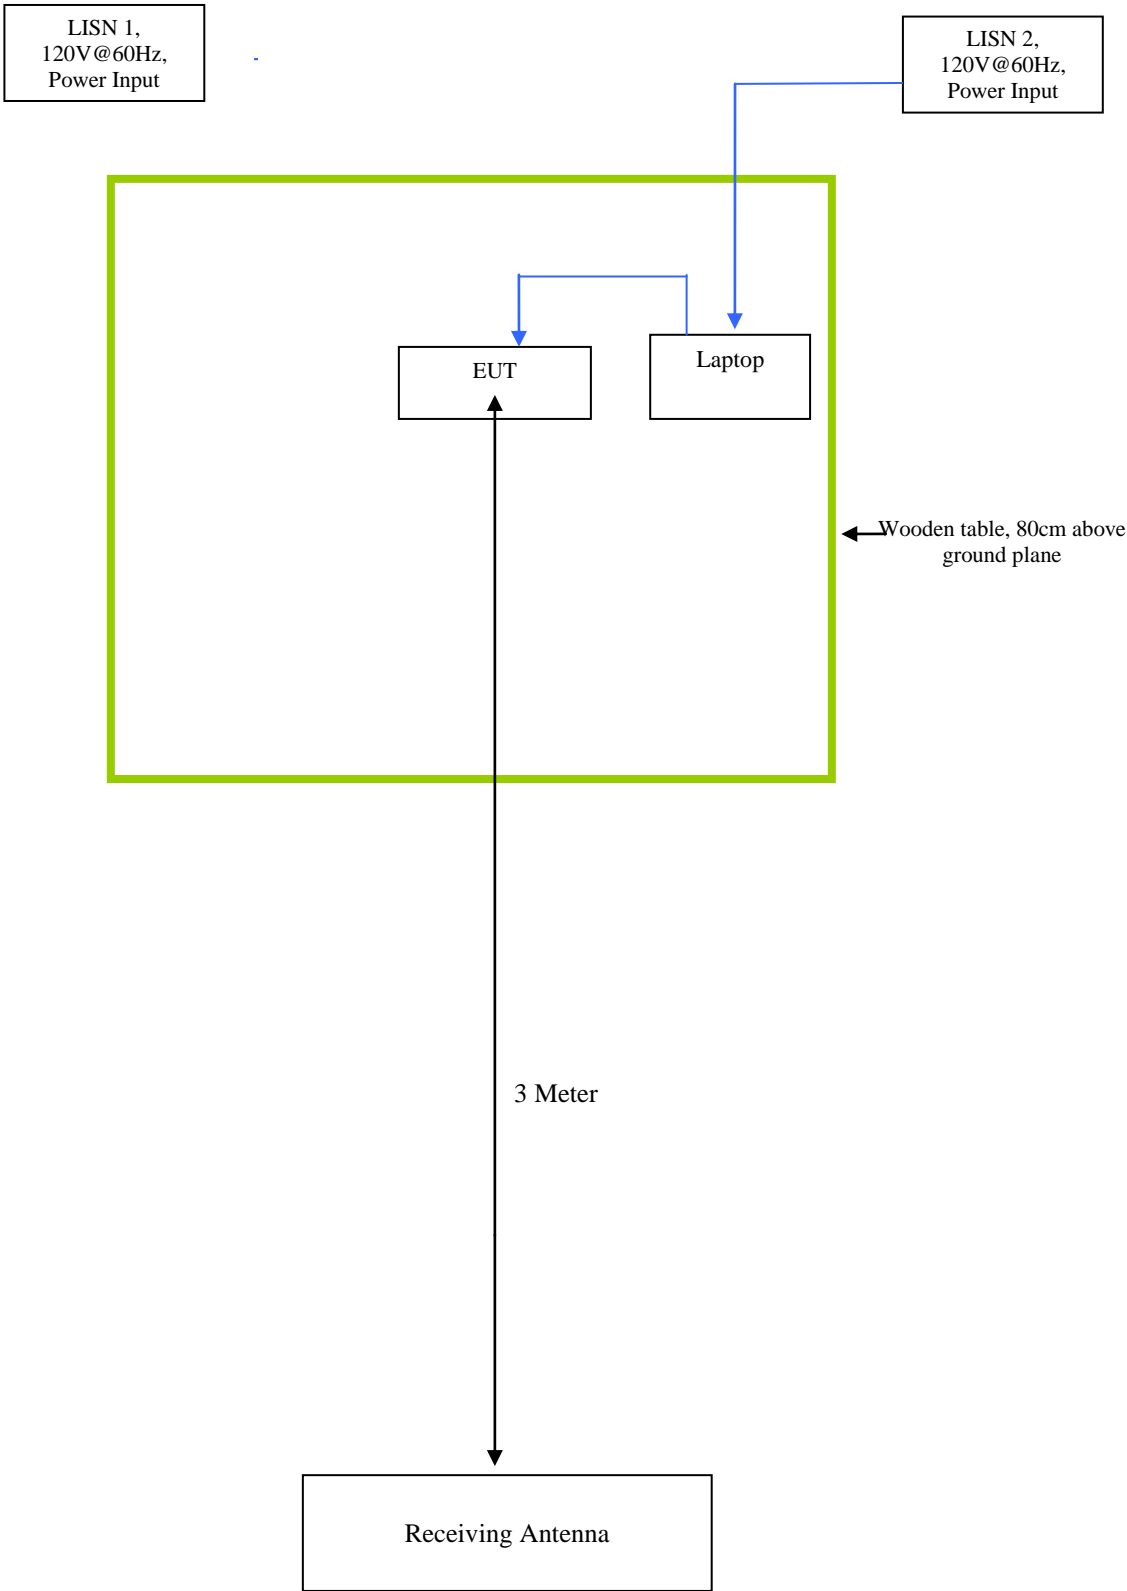 LISN 1,
120V@60Hz,
Power Input
LISN 2,
120V@60Hz,
Power Input
EUT
Laptop
Wooden table, 80cm above
ground plane
3 Meter
Receiving Antenna